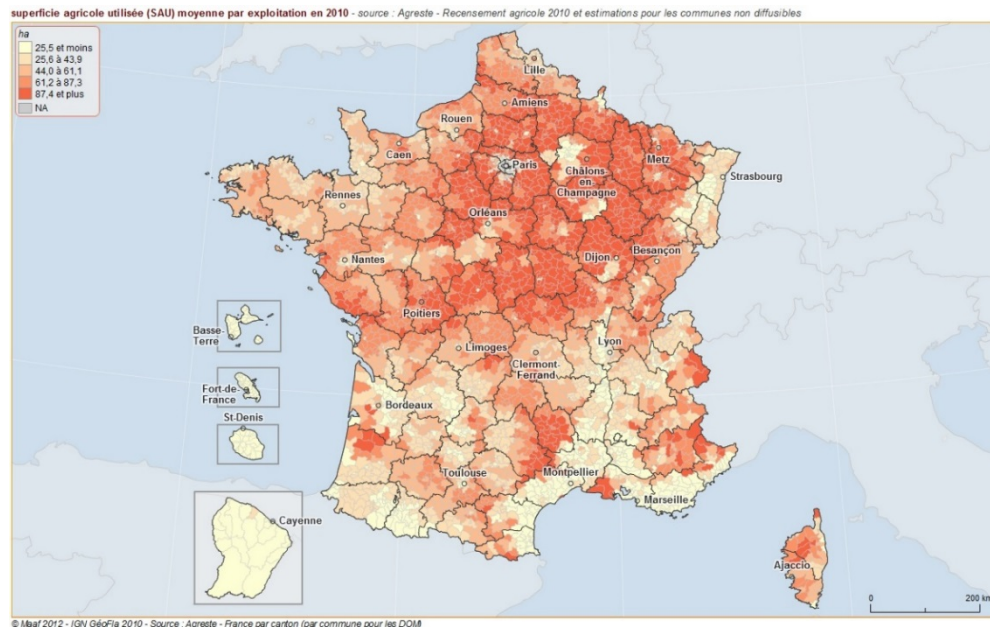 superficie agricole utilisée (SAU) moyenne par exploitation en 2010 - source : Agreste - Recensement agricole 2010 et estimations pour les communes non diffusibles
ha
25,5 et moins
25,6 à 43,9
44,0 à 61,1
61,2 à 87,3
87,4 et plus
NA
Lille
Amiens
Rouen
Caen
Paris
Metz
Châlons
en
Champagne
Strasbourg
Rennes
Orléans
Nantes
Dijon
Besançon
Poitiers
Basse-
Terre
Limoges
Lyon
Clermont-
Ferrand
Fort-de-
France
Bordeaux
St-Denis
Toulouse
Montpellier
Marseille
Cayenne
Ajaccio
0
200 km
© Maaf 2012 - IGN GéoFla 2010 - Source : Agreste - France par canton (par commune pour les DOM)